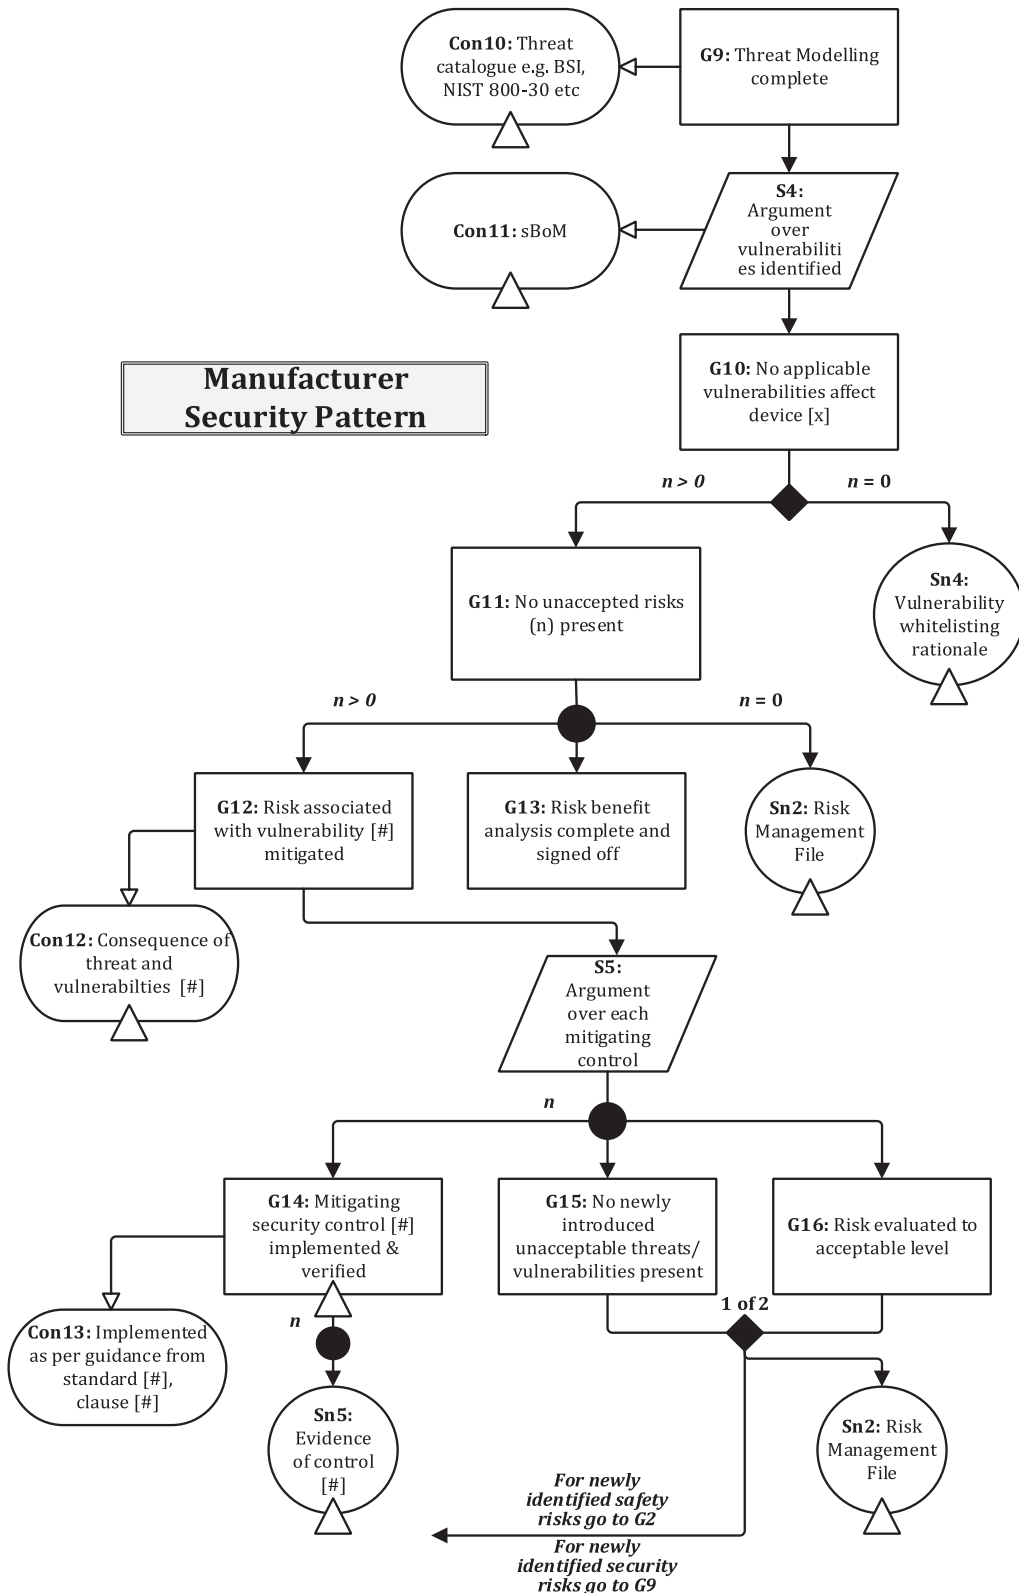 Con10: Threat
catalogue e.g. BSI,
NIST 800-30 etc
G9: Threat Modelling
complete
Con11: sBoM
S4:
Argument
over
vulnerabiliti
es identified
Manufacturer
Security Pattern
G10: No applicable
vulnerabilities affect
device [x]
n > 0
n = 0
G11: No unaccepted risks
(n) present
Sn4:
Vulnerability
whitelisting
rationale
n > 0
n = 0
G12: Risk associated
with vulnerability [#]
mitigated
G13: Risk benefit
analysis complete and
signed off
Sn2: Risk
Management
File
Con12: Consequence of
threat and
vulnerabilties [#]
S5:
Argument
over each
mitigating
control
n
G14: Mitigating
security control [#]
implemented &
verified
G15: No newly
introduced
unacceptable threats/
vulnerabilities present
G16: Risk evaluated to
acceptable level
1 of 2
n
Con13: Implemented
as per guidance from
standard [#],
clause [#]
Sn5:
Evidence
of control
[#]
Sn2: Risk
Management
File
For newly
identified safety
risks go to G2
For newly
identified security
risks go to G9